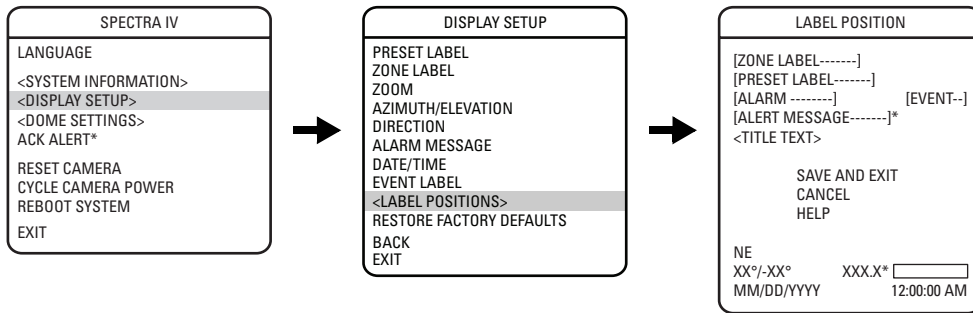 SPECTRA IV
LANGUAGE
<SYSTEM INFORMATION>
<DISPLAY SETUP>
<DOME SETTINGS>
ACK ALERT*
RESET CAMERA
CYCLE CAMERA POWER
REBOOT SYSTEM
EXIT
DISPLAY SETUP
PRESET LABEL
ZONE LABEL
ZOOM
AZIMUTH/ELEVATION
DIRECTION
ALARM MESSAGE
DATE/TIME
EVENT LABEL
<LABEL POSITIONS>
RESTORE FACTORY DEFAULTS
BACK
EXIT
LABEL POSITION
[ZONE LABEL-------]
[PRESET LABEL-------]
[ALARM --------] [EVENT--]
[ALERT MESSAGE-------]*
<TITLE TEXT>
SAVE AND EXIT
CANCEL
HELP
NE
XX°/-XX° XXX.X*
MM/DD/YYYY 12:00:00 AM